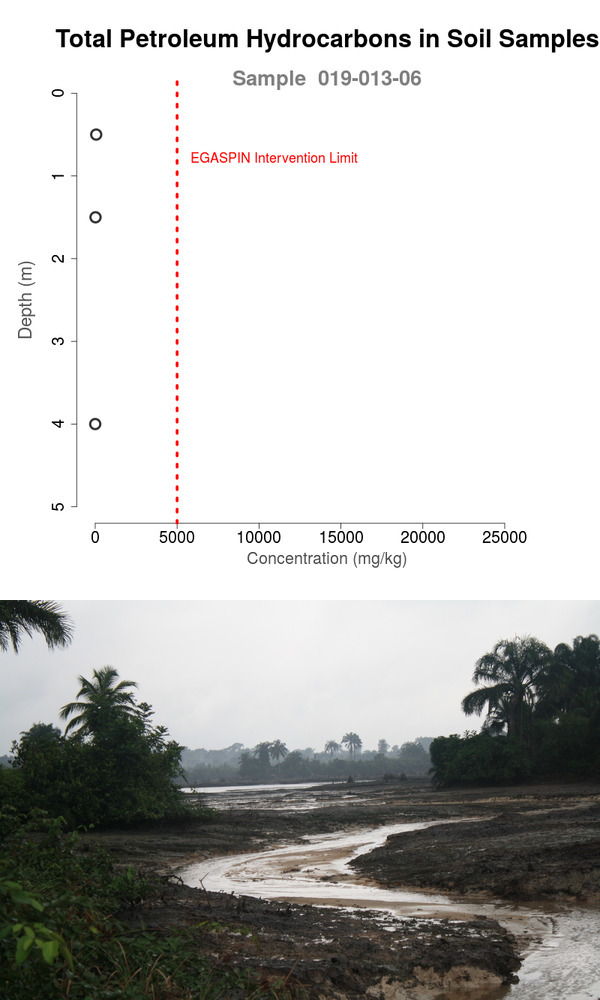 Total Petroleum Hydrocarbons in Soil Samples
Sample 019-013-06
EGASPIN Intervention Limit
0
1
2
3
4
5
Depth (m)
0 5000 10000 15000 20000 25000
Concentration (mg/kg)